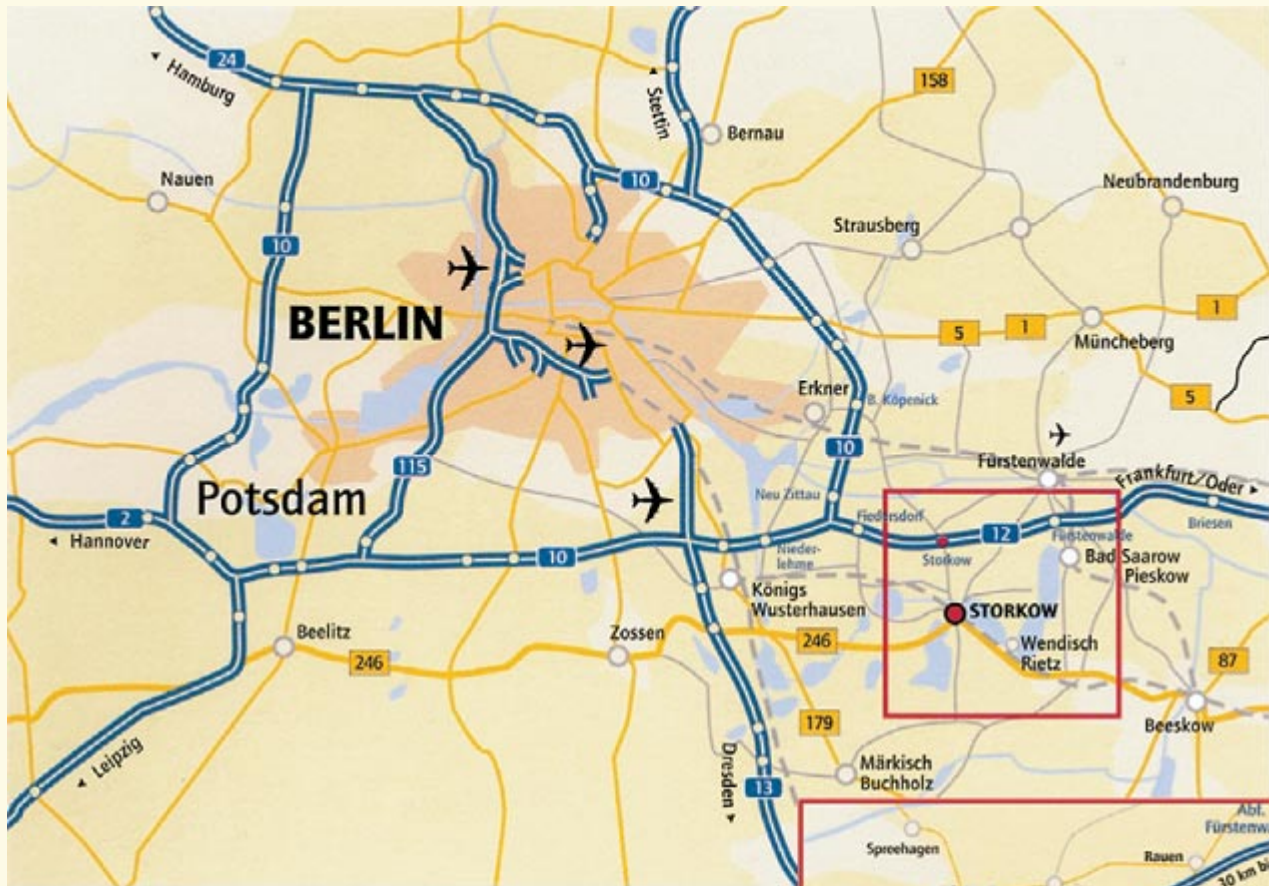 24
Hamburg
Stettin
158
Bernau
Nauen
10
Neubrandenburg
Strausberg
10
BERLIN
1
5
1
Müncheberg
Erkner
B. Köpenick
5
10
115
Fürstenwalde
Potsdam
Neu Zittau
Frankfurt/Oder
2
Hannover
Fiedersdorf
12
Briesen
Fürstenwalde
10
Nieder-
lehme
Storkow
Bad Saarow
Pieskow
Königs
Wusterhausen
STORKOW
Beelitz
Zossen
246
246
Wendisch
Rietz
87
Beeskow
179
Leipzig
Dresden
Märkisch
Buchholz
13
Abf.
Spreehagen
Rauen